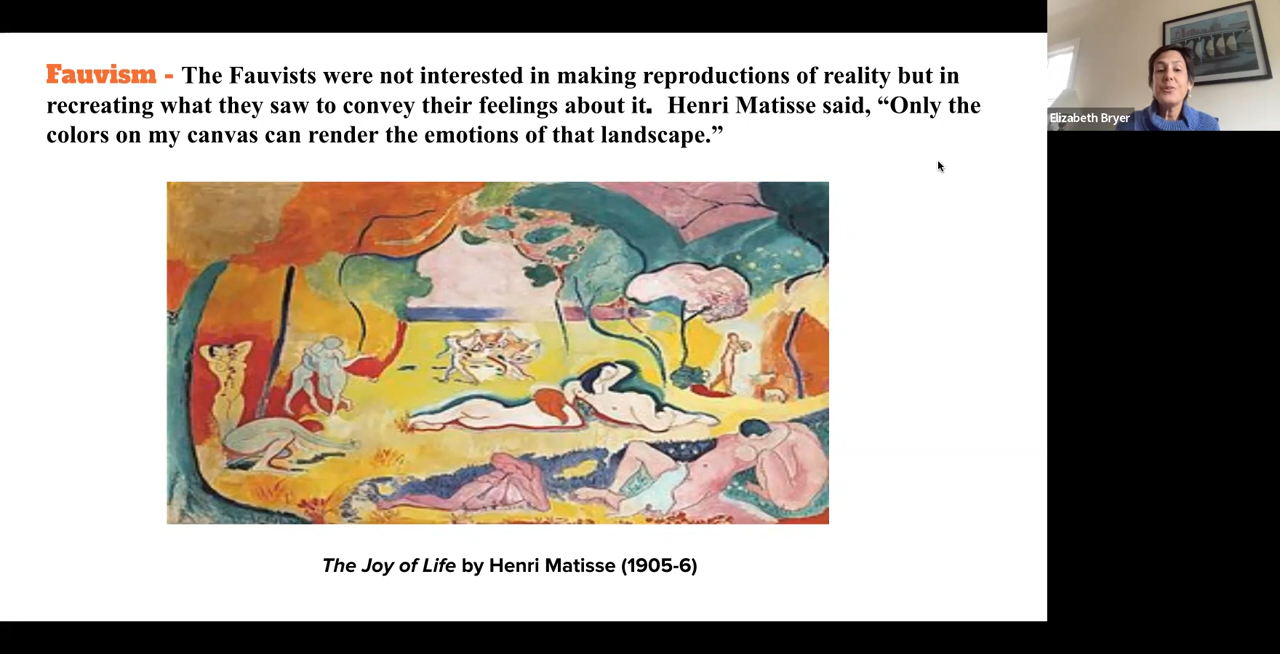 Fauvism - The Fauvists were not interested in making reproductions of reality but in
recreating what they saw to convey their feelings about it.  Henri Matisse said, “Only the
colors on my canvas can render the emotions of that landscape.”
Elizabeth Bryer
The Joy of Life by Henri Matisse (1905-6)